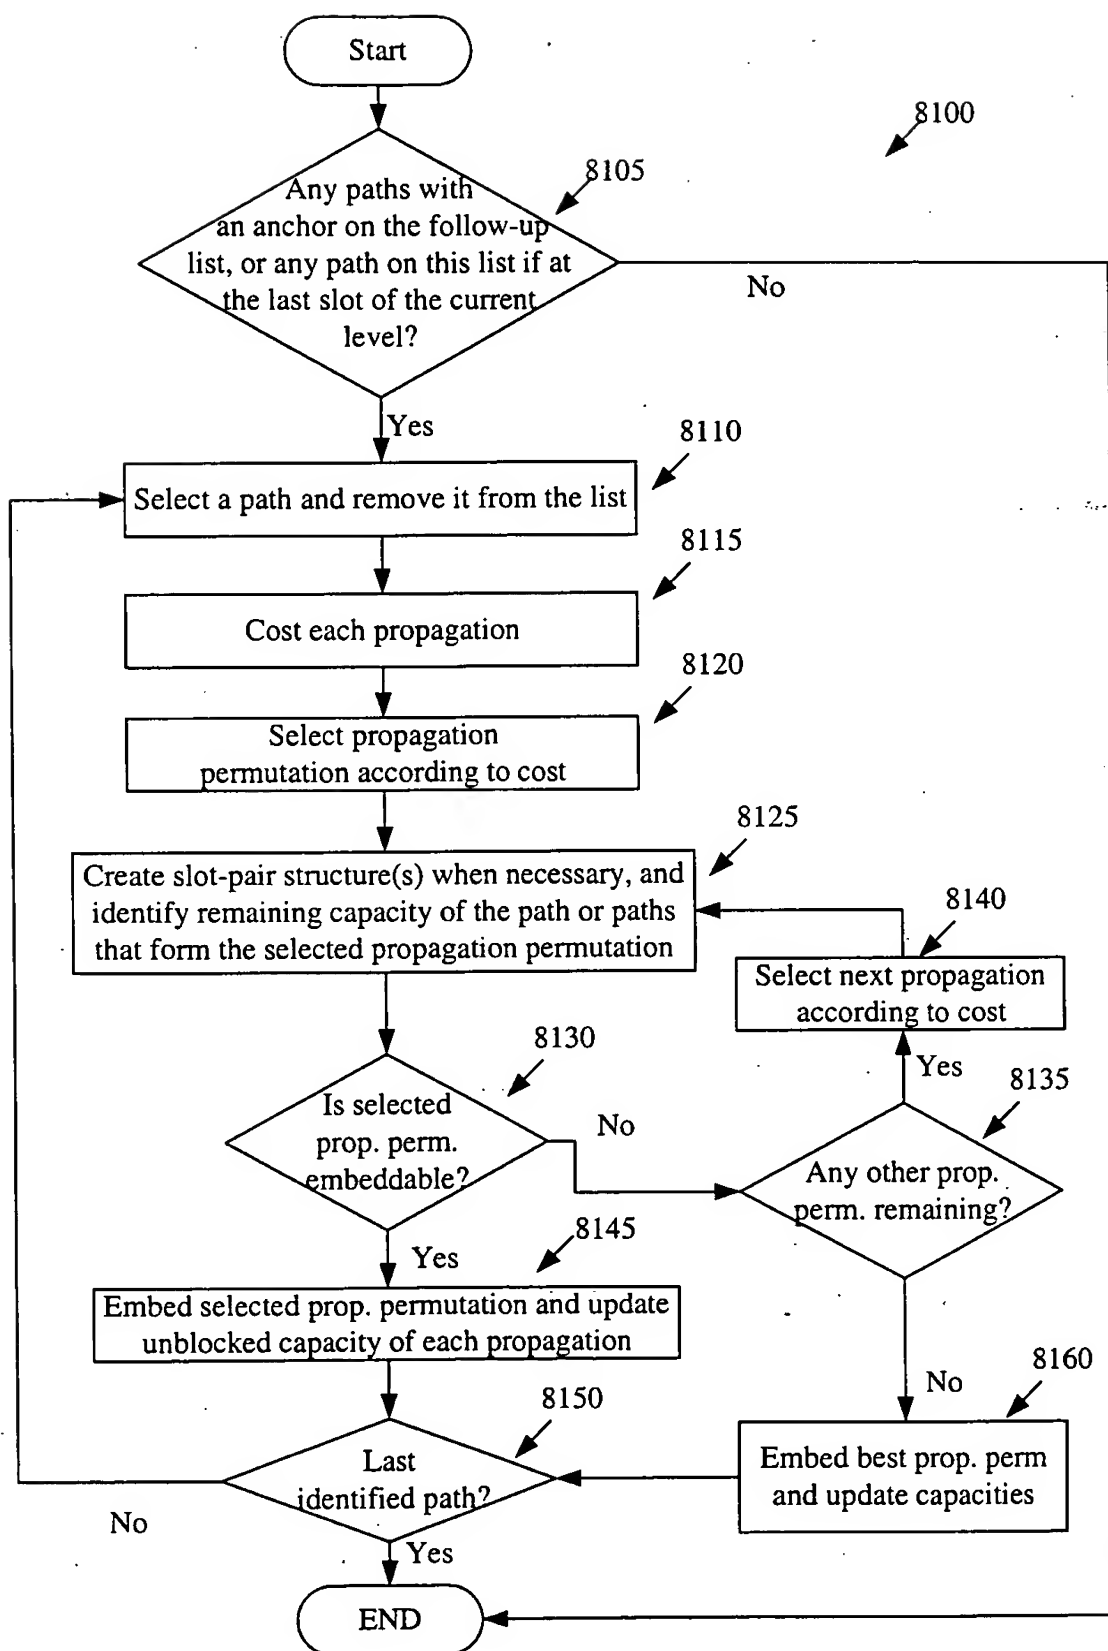 Start
8100
8105
Any paths with
an anchor on the follow-up
list, or any path on this list if at
the last slot of the current
level?
No
Yes
8110
Select a path and remove it from the list
8115
Cost each propagation
8120
Select propagation
permutation according to cost
8125
Create slot-pair structure(s) when necessary, and
identify remaining capacity of the path or paths
that form the selected propagation permutation
8140
Select next propagation
according to cost
8130
Is selected
prop. perm.
embeddable?
No
Yes
8135
Any other prop.
perm. remaining?
Yes
8145
Embed selected prop. permutation and update
unblocked capacity of each propagation
No
8160
Embed best prop. perm
and update capacities
8150
Last
identified path?
No
Yes
END